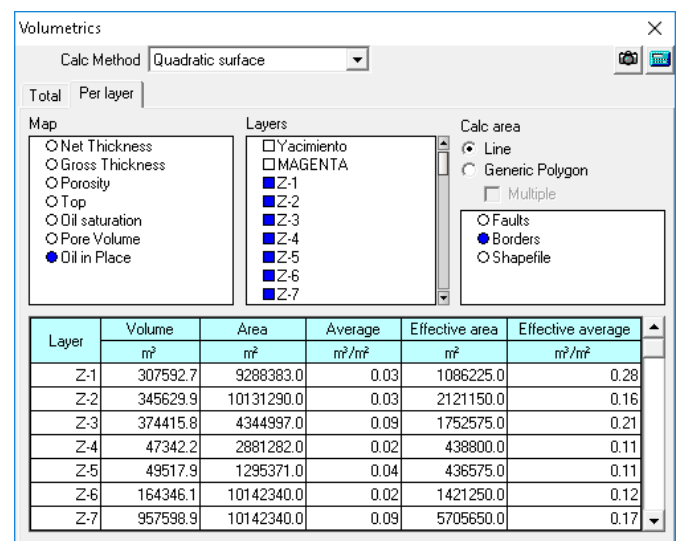 Volumetrics
Calc Method Quadratic surface
Total Per layer
Map
Net Thickness
Gross Thickness
Porosity
Top
Oil saturation
Pore Volume
Oil in Place
Layers
Yacimiento
MAGENTA
Z-1
Z-2
Z-3
Z-4
Z-5
Z-6
Z-7
Calc area
Line
Generic Polygon
Multiple
Faults
Borders
Shapefile
Layer Volume Area Average Effective area Effective average
m³ m² m³/m² m² m³/m²
Z-1 307592.7 9288383.0 0.03 1086225.0 0.28
Z-2 345629.9 10131290.0 0.03 2121150.0 0.16
Z-3 374415.8 4344997.0 0.09 1752575.0 0.21
Z-4 47342.2 2881282.0 0.02 438800.0 0.11
Z-5 49517.9 1295371.0 0.04 436575.0 0.11
Z-6 164346.1 10142340.0 0.02 1421250.0 0.12
Z-7 957598.9 10142340.0 0.09 5705650.0 0.17